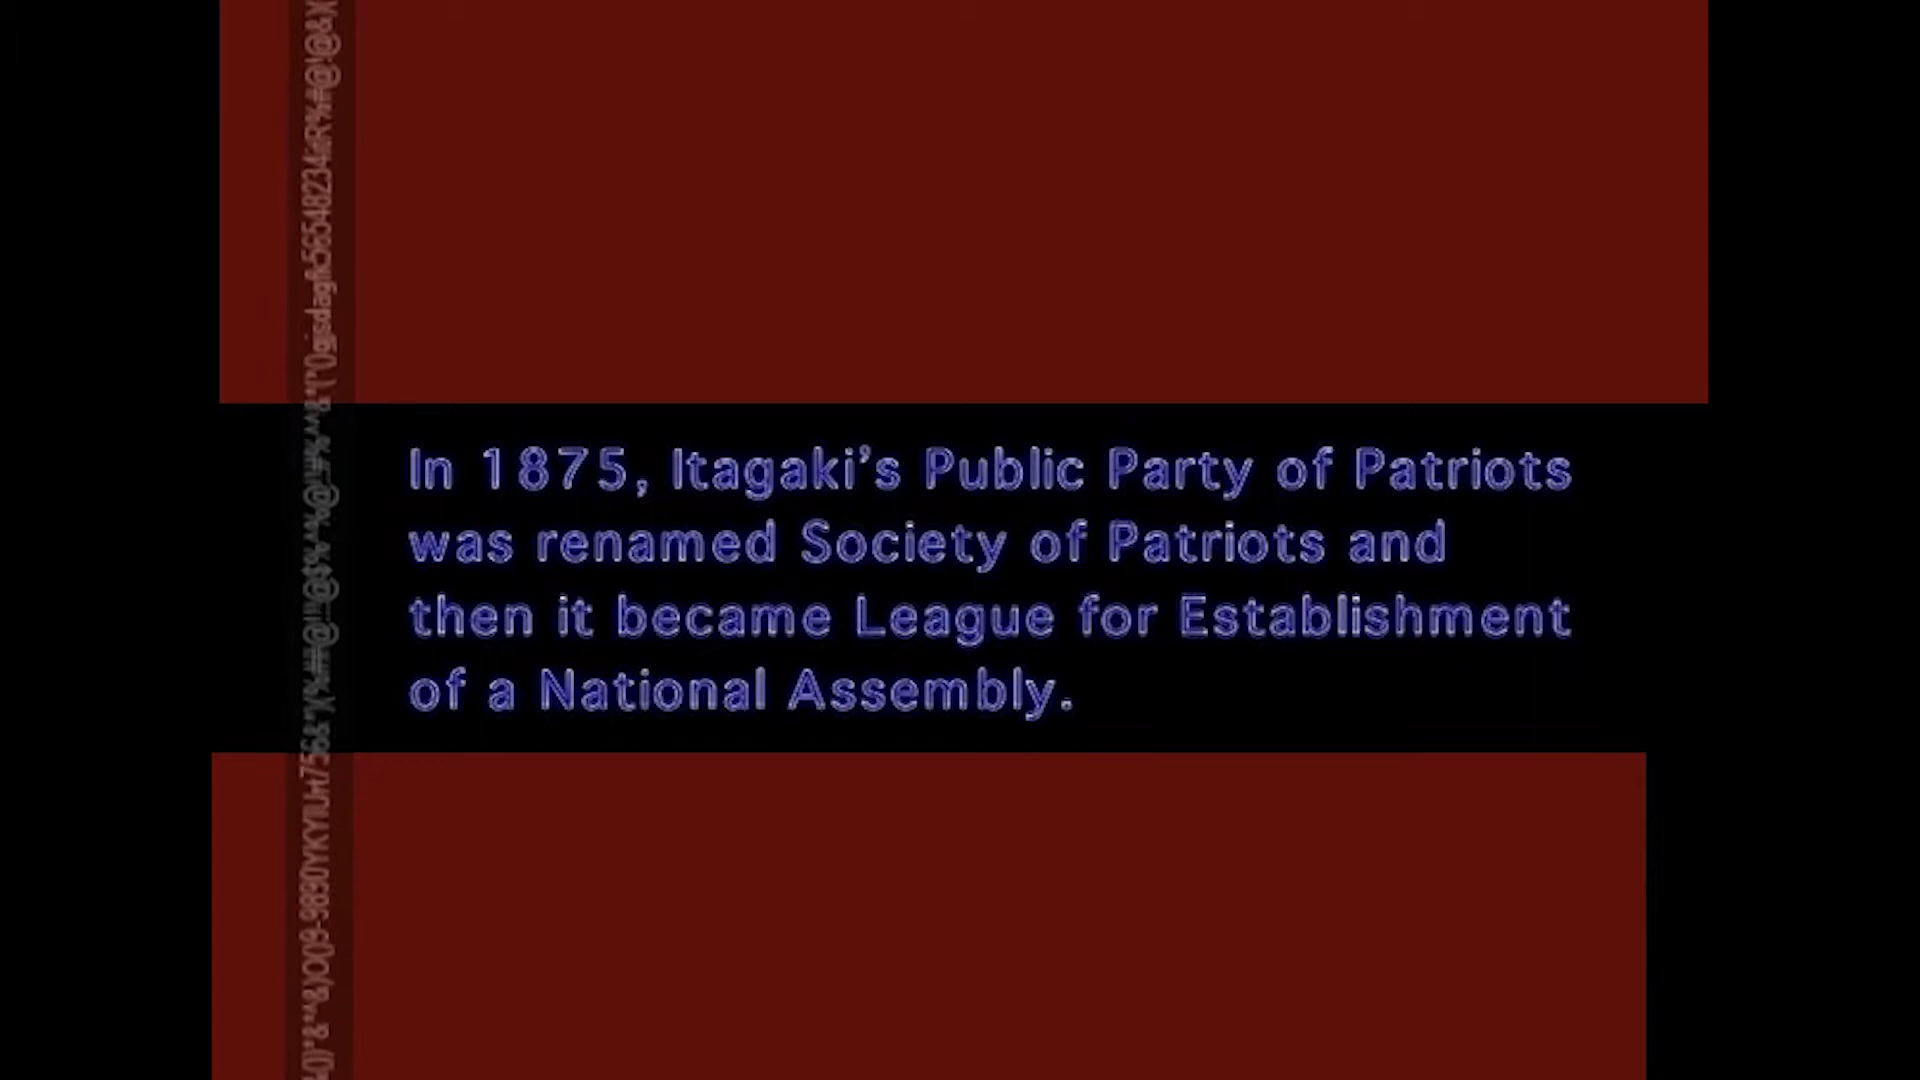 In 1875, Itagaki’s Public Party of Patriots
was renamed Society of Patriots and
then it became League for Establishment
of a National Assembly.